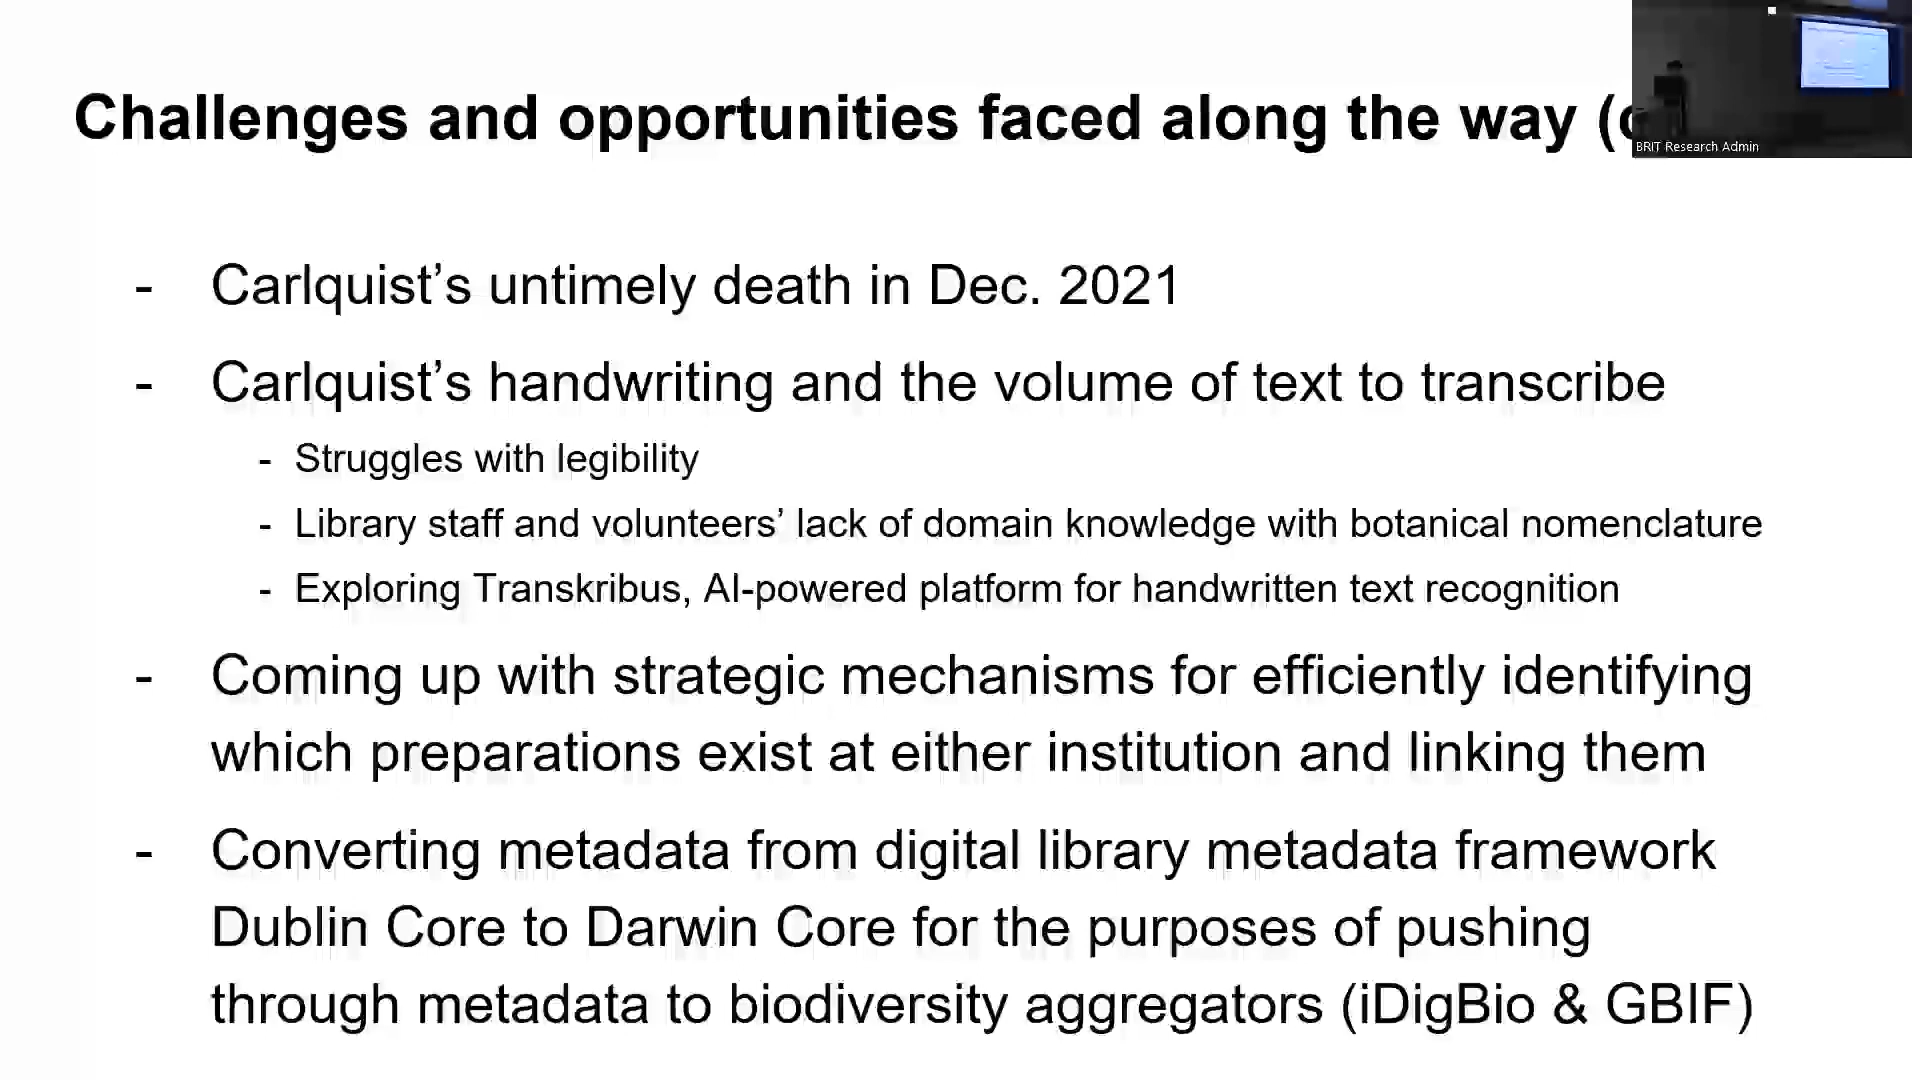 Challenges and opportunities faced along the way (
BRIT Research Admin
- Carlquist’s untimely death in Dec. 2021
- Carlquist’s handwriting and the volume of text to transcribe
- Struggles with legibility
- Library staff and volunteers’ lack of domain knowledge with botanical nomenclature
- Exploring Transkribus, AI-powered platform for handwritten text recognition
- Coming up with strategic mechanisms for efficiently identifying
which preparations exist at either institution and linking them
- Converting metadata from digital library metadata framework
Dublin Core to Darwin Core for the purposes of pushing
through metadata to biodiversity aggregators (iDigBio & GBIF)